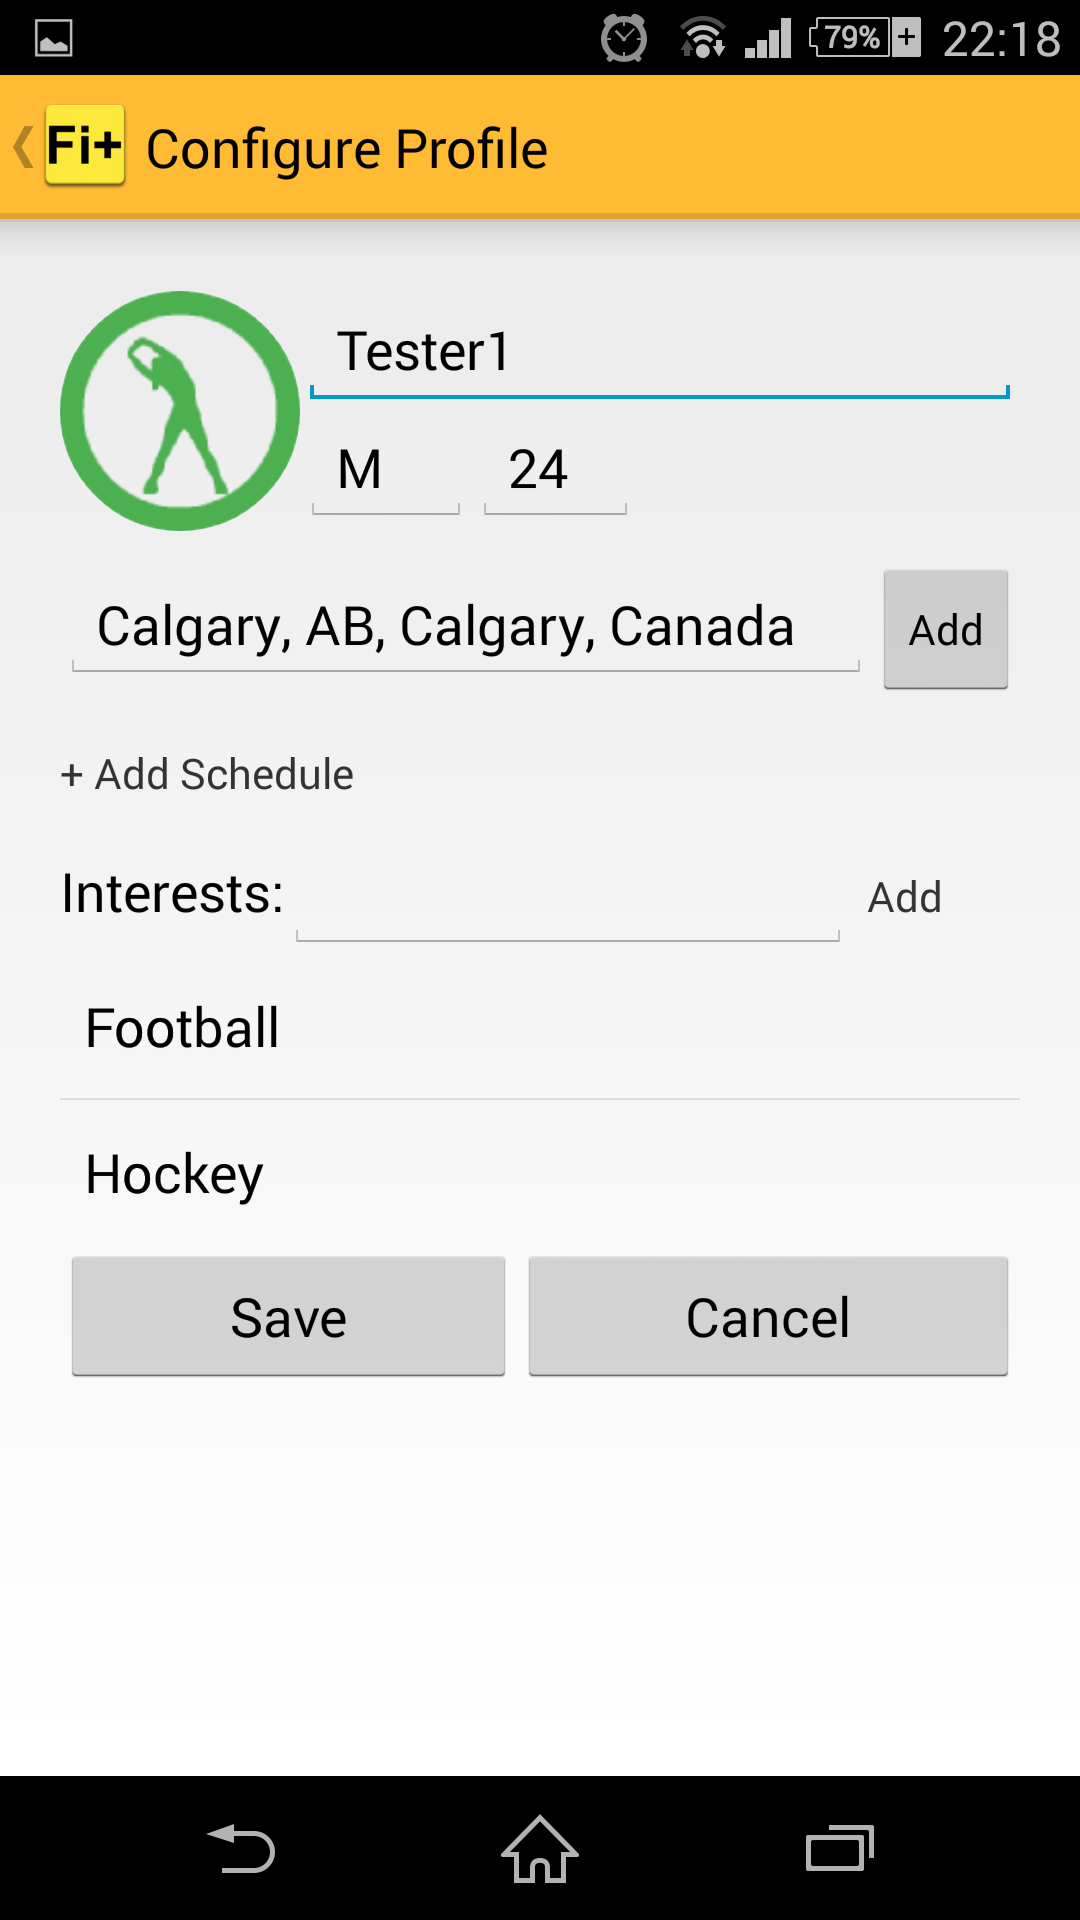 79% 22:18
Fi+ Configure Profile
Tester1
M 24
Calgary, AB, Calgary, Canada Add
+ Add Schedule
Interests: Add
Football
Hockey
Save Cancel